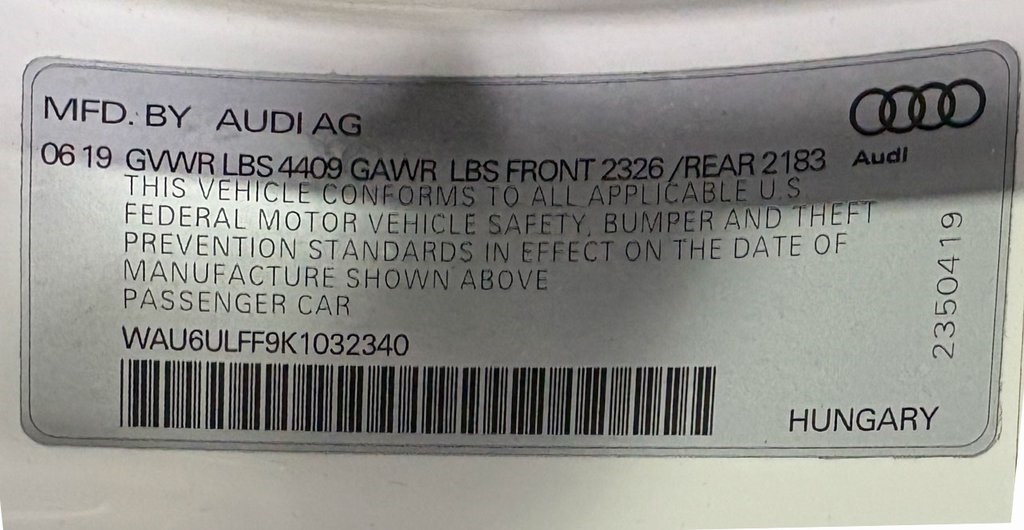 MFD. BY AUDI AG
06 19 GVWR LBS 4409 GAWR LBS FRONT 2326 /REAR 2183
Audi
THIS VEHICLE CONFORMS TO ALL APPLICABLE U.S.
FEDERAL MOTOR VEHICLE SAFETY, BUMPER AND THEFT
PREVENTION STANDARDS IN EFFECT ON THE DATE OF
MANUFACTURE SHOWN ABOVE
PASSENGER CAR
WAU6ULFF9K1032340
HUNGARY
2350419